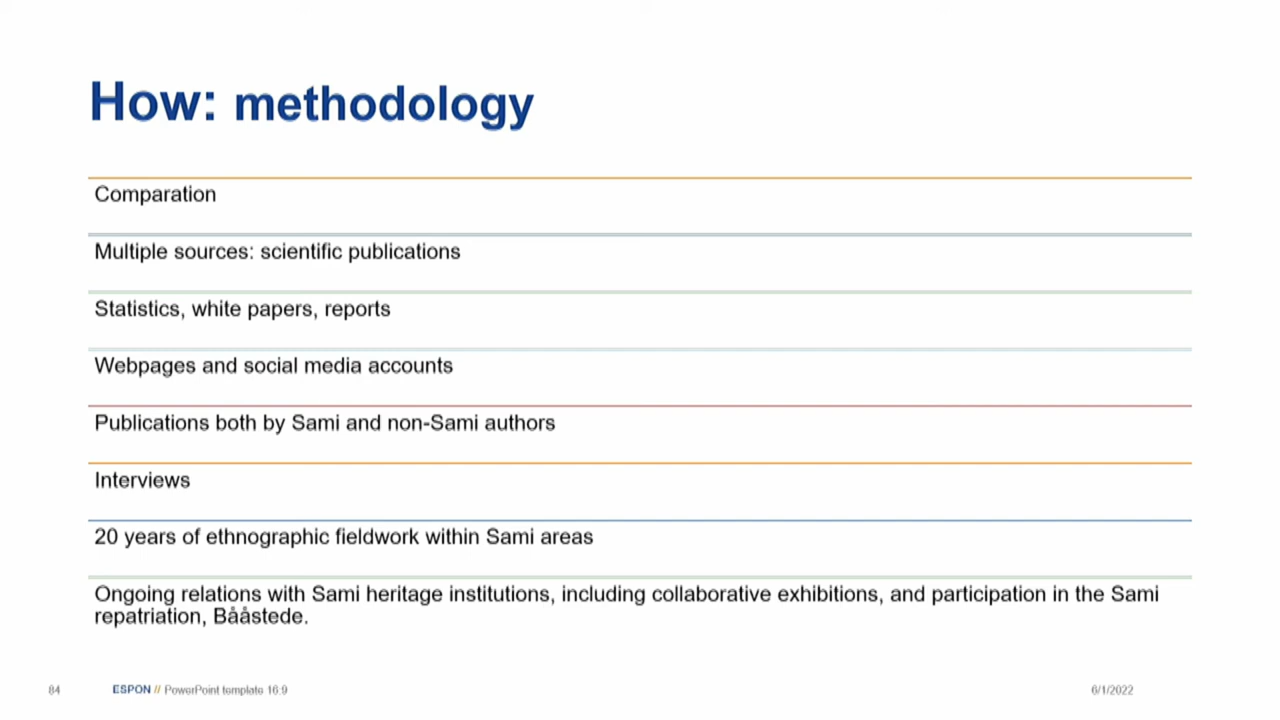 How: methodology
Comparation
Multiple sources: scientific publications
Statistics, white papers, reports
Webpages and social media accounts
Publications both by Sami and non-Sami authors
Interviews
20 years of ethnographic fieldwork within Sami areas
Ongoing relations with Sami heritage institutions, including collaborative exhibitions, and participation in the Sami
repatriation, Bååstede.
84 ESPON // PowerPoint template 16:9 6/1/2022